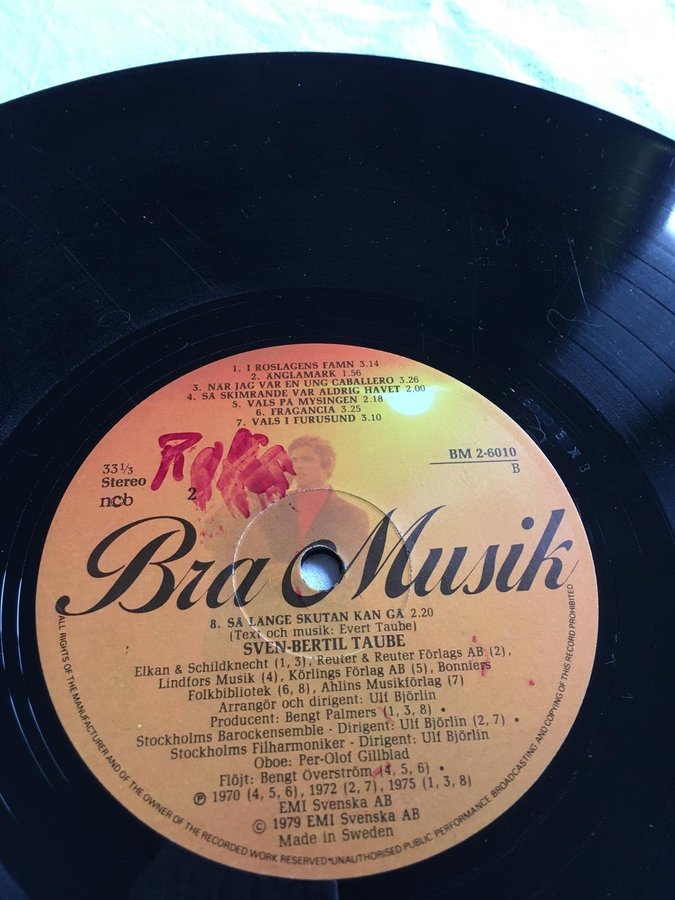 1. I ROSLAGENS FAMN 3.14
2. ÄNGLAMARK 1.56
3. NÄR JAG VAR EN UNG CABALLERO 3.26
4. SÅ SKIMRANDE VAR ALDRIG HAVET 2.00
5. VALS PÅ MYSINGEN 2.18
6. FRAGANCIA 3.25
7. VALS I FURUSUND 3.10
33 1/3
Stereo
ncb
2
BM 2-6010
B
Bra Musik
8. SÅ LÄNGE SKUTAN KAN GÅ 2.20
(Text och musik: Evert Taube)
SVEN-BERTIL TAUBE
Elkan & Schildknecht (1, 3), Reuter & Reuter Förlags AB (2),
Lindfors Musik (4), Körlings Förlag AB (5), Bonniers
Folkbibliotek (6, 8), Ahlins Musikförlag (7)
Arrangör och dirigent: Ulf Björlin
Producent: Bengt Palmers (1, 3, 8) •
Stockholms Barockensemble - Dirigent: Ulf Björlin (2, 7) •
Stockholms Filharmoniker - Dirigent: Ulf Björlin
Oboe: Per-Olof Gillblad
Flöjt: Bengt Överström (4, 5, 6) •
℗ 1970 (4, 5, 6), 1972 (2, 7), 1975 (1, 3, 8)
EMI Svenska AB
© 1979 EMI Svenska AB
Made in Sweden
ALL RIGHTS OF THE MANUFACTURER AND OF THE OWNER OF THE RECORDED WORK RESERVED • UNAUTHORISED PUBLIC PERFORMANCE BROADCASTING AND COPYING OF THIS RECORD PROHIBITED